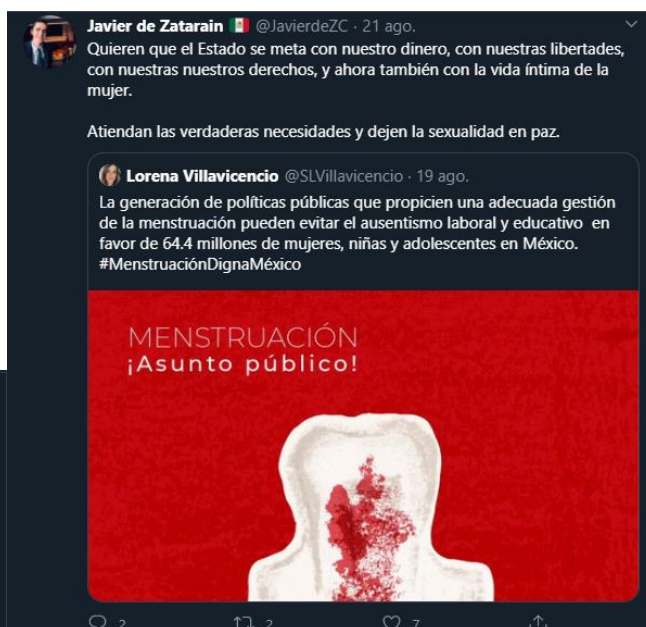 Javier de Zatarain 🇲🇽 @JavierdeZC · 21 ago.
Quieren que el Estado se meta con nuestro dinero, con nuestras libertades,
con nuestras nuestros derechos, y ahora también con la vida íntima de la
mujer.
Atiendan las verdaderas necesidades y dejen la sexualidad en paz.
Lorena Villavicencio @SLVillavicencio · 19 ago.
La generación de políticas públicas que propicien una adecuada gestión
de la menstruación pueden evitar el ausentismo laboral y educativo en
favor de 64.4 millones de mujeres, niñas y adolescentes en México.
#MenstruaciónDignaMéxico
MENSTRUACIÓN
¡Asunto público!
2 2 7